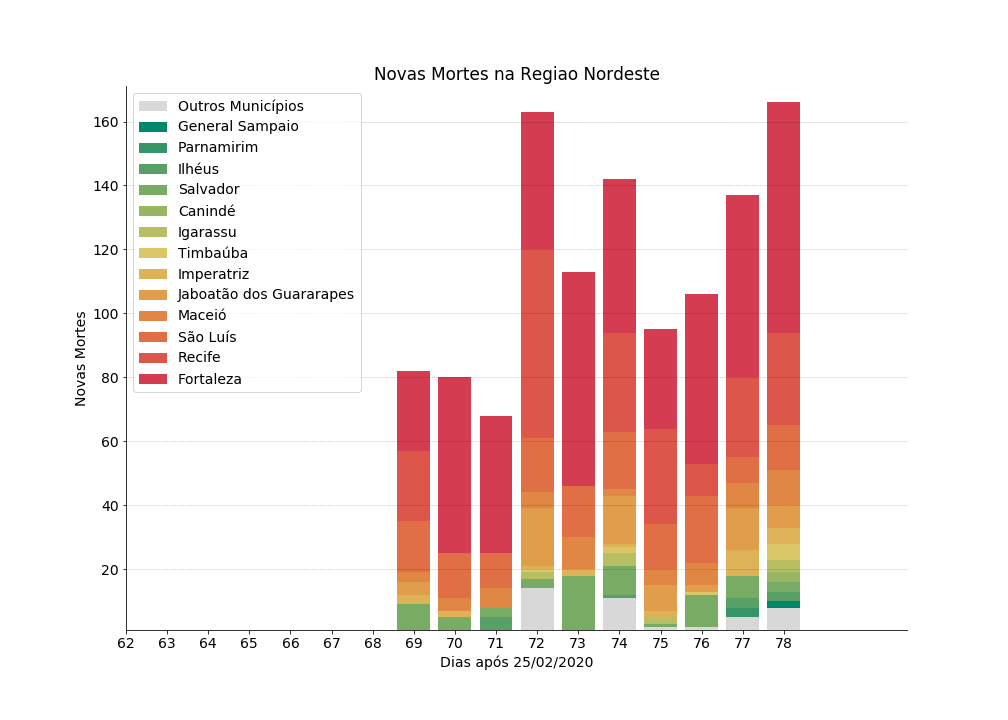 Novas Mortes na Regiao Nordeste
Outros Municípios
General Sampaio
Parnamirim
Ilhéus
Salvador
Canindé
Igarassu
Timbaúba
Imperatriz
Jaboatão dos Guararapes
Maceió
São Luís
Recife
Fortaleza
Novas Mortes
160
140
120
100
80
60
40
20
62 63 64 65 66 67 68 69 70 71 72 73 74 75 76 77 78
Dias após 25/02/2020